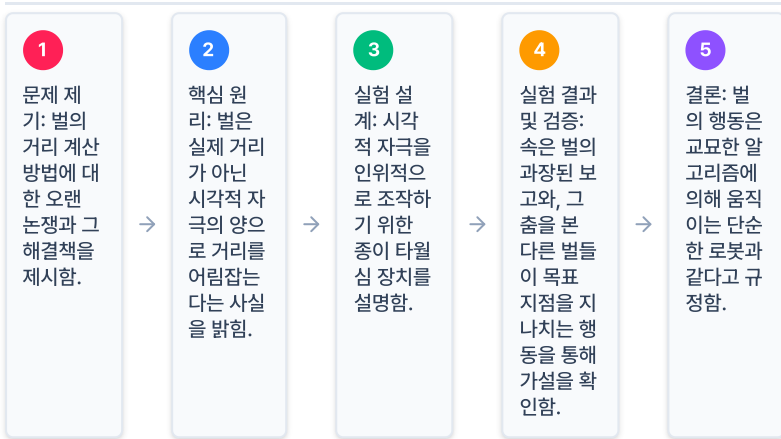 1
문제 제
기: 벌의
거리 계산
방법에 대
한 오랜
논쟁과 그
해결책을
제시함.
2
핵심 원
리: 벌은
실제 거리
가 아닌
시각적 자
극의 양으
로 거리를
어림잡는
다는 사실
을 밝힘.
3
실험 설
계: 시각
적 자극을
인위적으
로 조작하
기 위한
종이 타월
심 장치를
설명함.
4
실험 결과
및 검증:
속은 벌의
과장된 보
고와, 그
춤을 본
다른 벌들
이 목표
지점을 지
나치는 행
동을 통해
가설을 확
인함.
5
결론: 벌
의 행동은
교묘한 알
고리즘에
의해 움직
이는 단순
한 로봇과
같다고 규
정함.